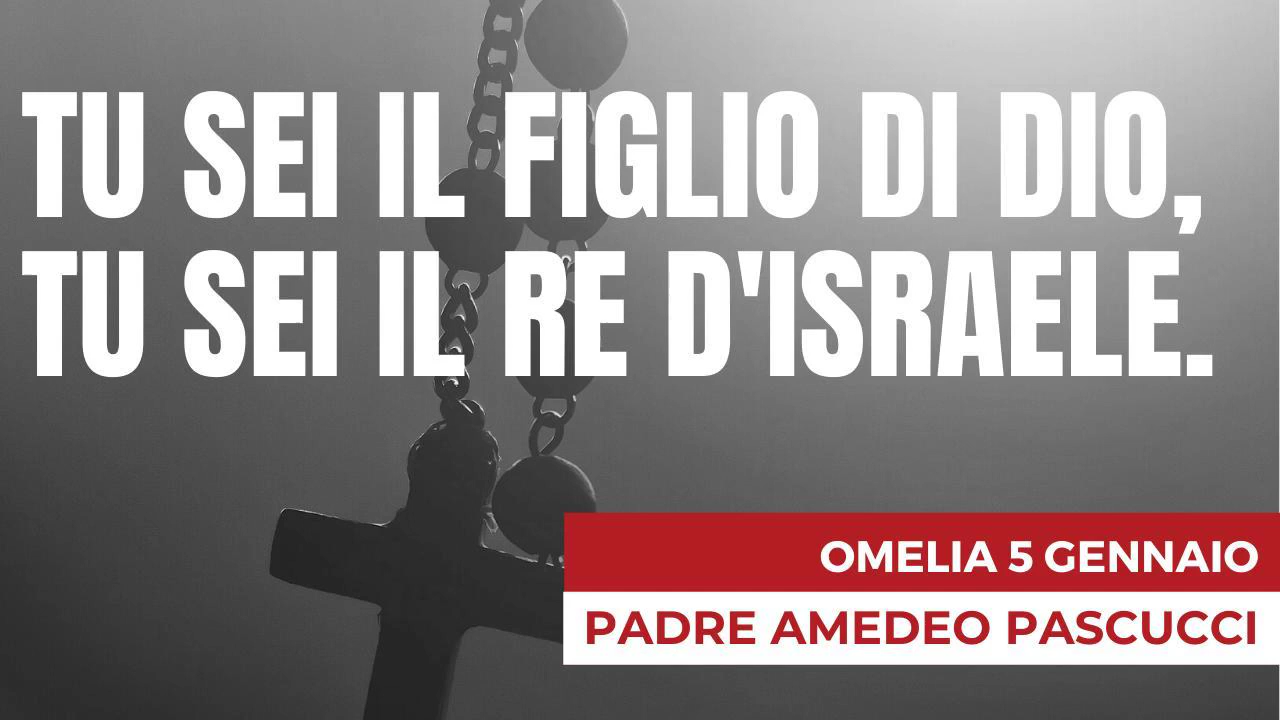 TU SEI IL FIGLIO DI DIO,
TU SEI IL RE D'ISRAELE.
OMELIA 5 GENNAIO
PADRE AMEDEO PASCUCCI